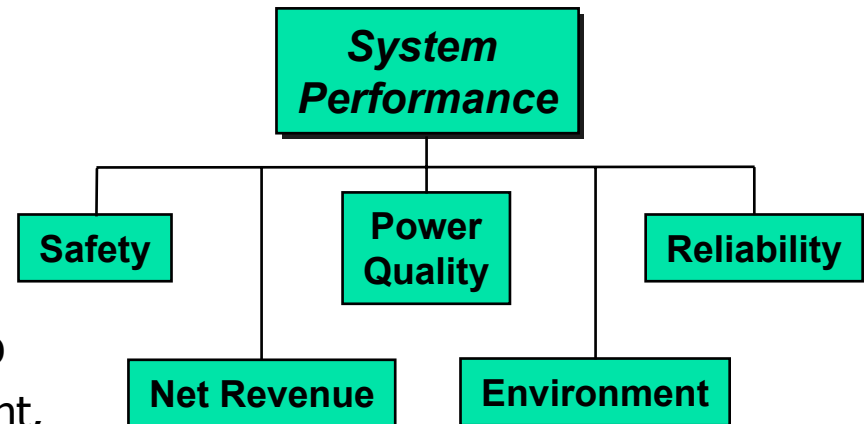 System
Performance
Safety
Power
Quality
Reliability
Net Revenue
Environment